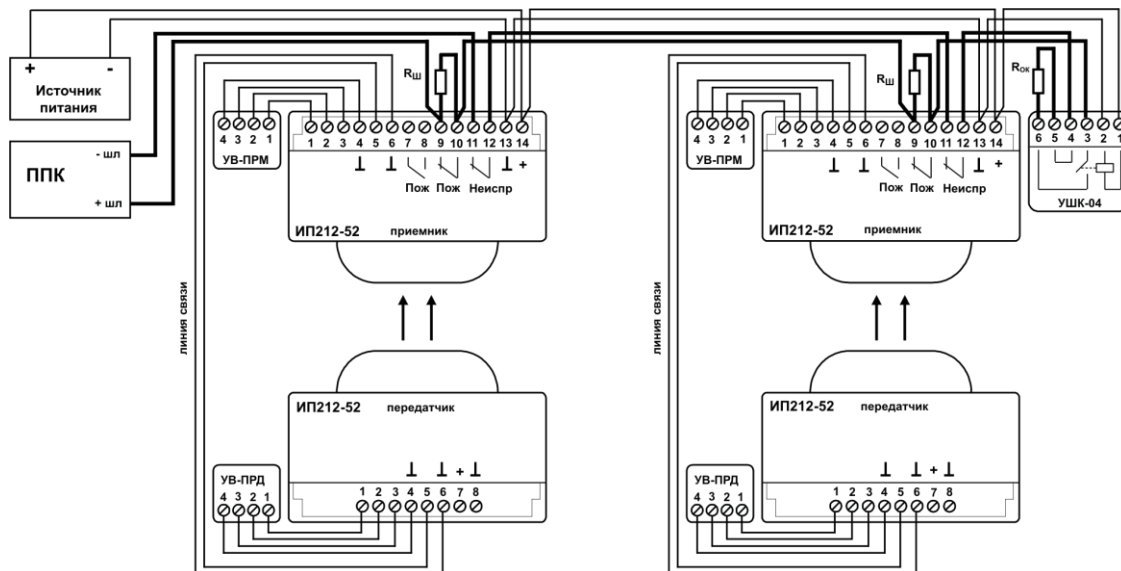 + -
Источник
питания
ППК
- шл
+ шл
линия связи
4 3 2 1
УВ-ПРМ
RШ
1 2 3 4 5 6 7 8 9 10 11 12 13 14
⊥ ⊥ ⊥ +
Пож Пож Неиспр
ИП212-52 приемник
ИП212-52 передатчик
⊥ ⊥ + ⊥
УВ-ПРД
4 3 2 1
1 2 3 4 5 6 7 8
линия связи
4 3 2 1
УВ-ПРМ
RШ
1 2 3 4 5 6 7 8 9 10 11 12 13 14
⊥ ⊥ ⊥ +
Пож Пож Неиспр
ИП212-52 приемник
Rок
6 5 4 3 2 1
УШК-04
ИП212-52 передатчик
⊥ ⊥ + ⊥
УВ-ПРД
4 3 2 1
1 2 3 4 5 6 7 8